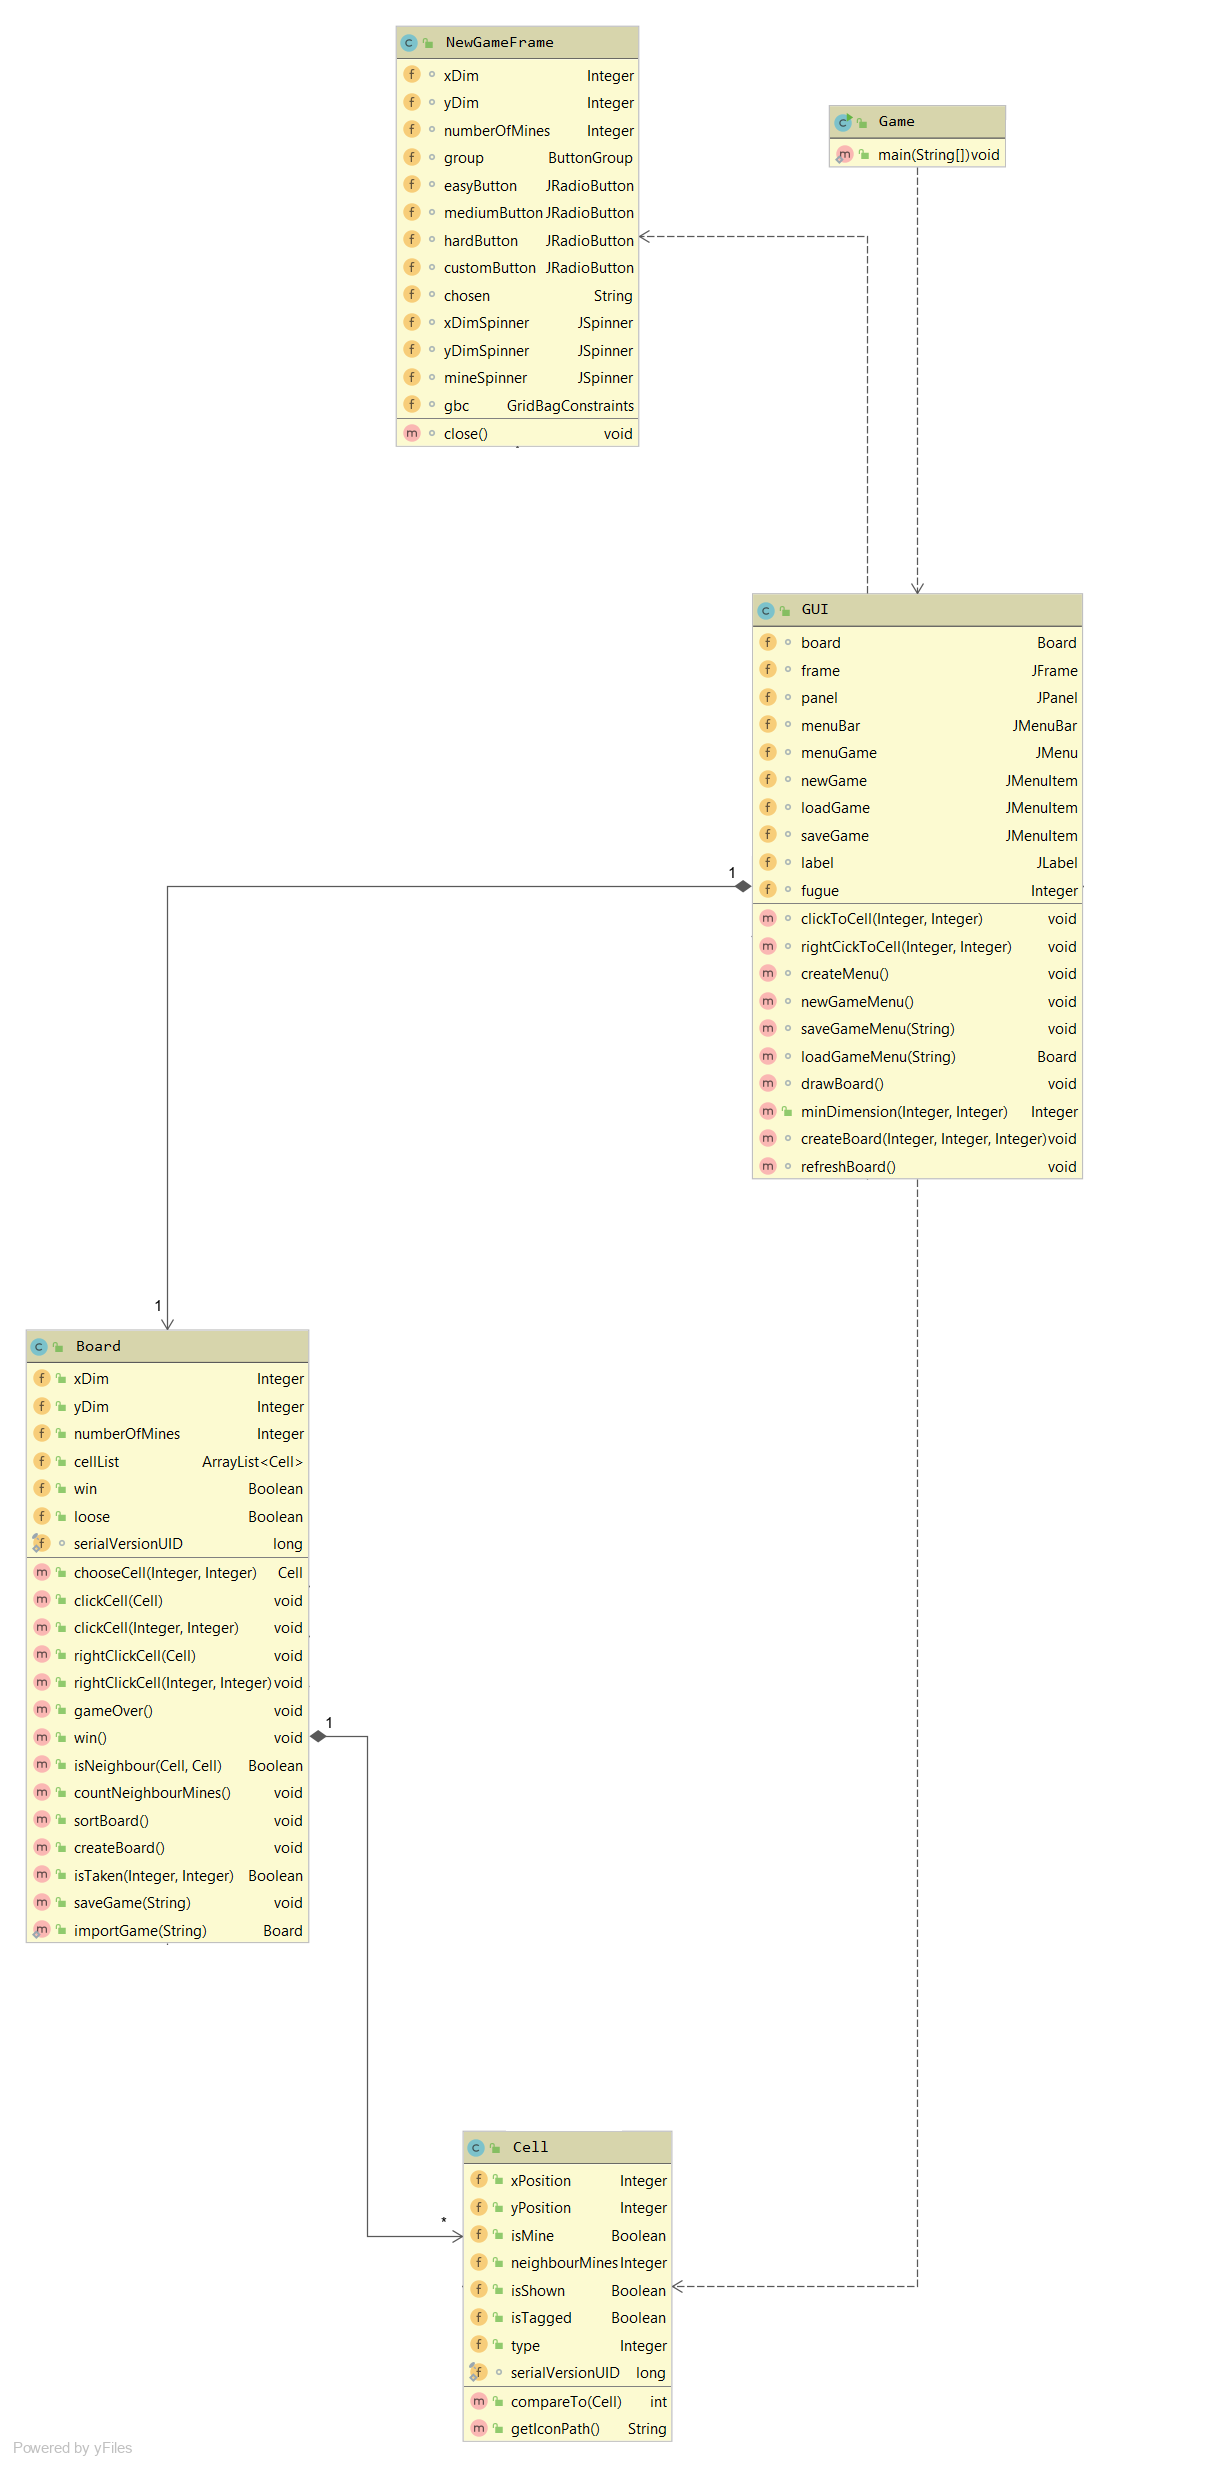 NewGameFrame
xDim Integer
yDim Integer
numberOfMines Integer
group ButtonGroup
easyButton JRadioButton
mediumButton JRadioButton
hardButton JRadioButton
customButton JRadioButton
chosen String
xDimSpinner JSpinner
yDimSpinner JSpinner
mineSpinner JSpinner
gbc GridBagConstraints
close() void
Game
main(String[]) void
GUI
board Board
frame JFrame
panel JPanel
menuBar JMenuBar
menuGame JMenu
newGame JMenuItem
loadGame JMenuItem
saveGame JMenuItem
label JLabel
fugue Integer
clickToCell(Integer, Integer) void
rightCickToCell(Integer, Integer) void
createMenu() void
newGameMenu() void
saveGameMenu(String) void
loadGameMenu(String) Board
drawBoard() void
minDimension(Integer, Integer) Integer
createBoard(Integer, Integer, Integer) void
refreshBoard() void
1
1
Board
xDim Integer
yDim Integer
numberOfMines Integer
cellList ArrayList<Cell>
win Boolean
loose Boolean
serialVersionUID long
chooseCell(Integer, Integer) Cell
clickCell(Cell) void
clickCell(Integer, Integer) void
rightClickCell(Cell) void
rightClickCell(Integer, Integer) void
gameOver() void
win() void
isNeighbour(Cell, Cell) Boolean
countNeighbourMines() void
sortBoard() void
createBoard() void
isTaken(Integer, Integer) Boolean
saveGame(String) void
importGame(String) Board
1
*
Cell
xPosition Integer
yPosition Integer
isMine Boolean
neighbourMines Integer
isShown Boolean
isTagged Boolean
type Integer
serialVersionUID long
compareTo(Cell) int
getIconPath() String
Powered by yFiles